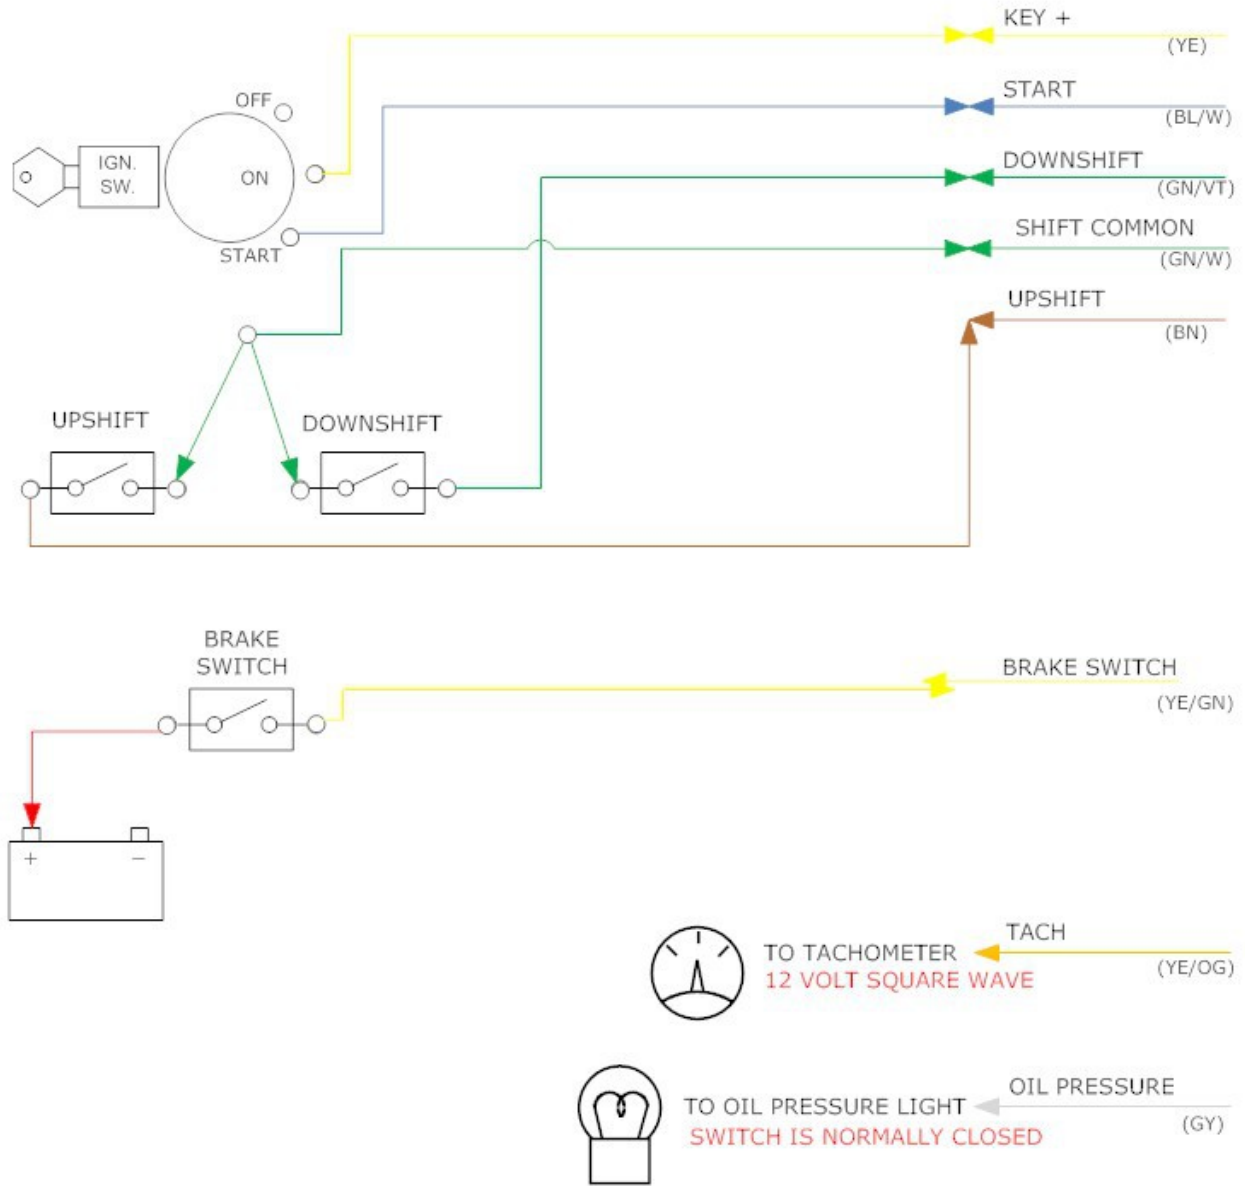 KEY +
(YE)
OFF
START
(BL/W)
IGN.
SW.
ON
DOWNSHIFT
(GN/VT)
START
SHIFT COMMON
(GN/W)
UPSHIFT
(BN)
UPSHIFT
DOWNSHIFT
BRAKE
SWITCH
BRAKE SWITCH
(YE/GN)
+
−
TACH
TO TACHOMETER
(YE/OG)
12 VOLT SQUARE WAVE
OIL PRESSURE
TO OIL PRESSURE LIGHT
(GY)
SWITCH IS NORMALLY CLOSED